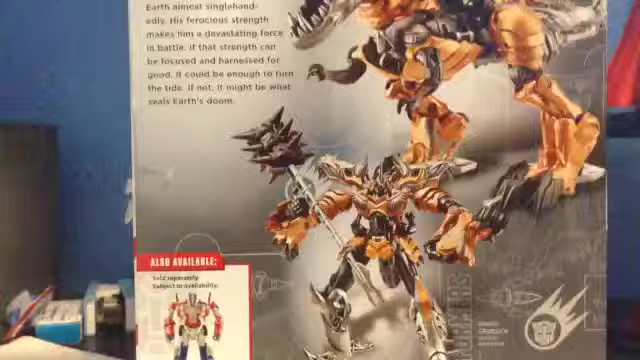 Earth almost singlehand-
edly. His ferocious strength
makes him a devastating force
in battle. If that strength can
be focused and harnessed for
good, it could be enough to turn
the tide. If not, it might be what
seals Earth's doom.
ALSO AVAILABLE:
Sold separately.
Subject to availability.